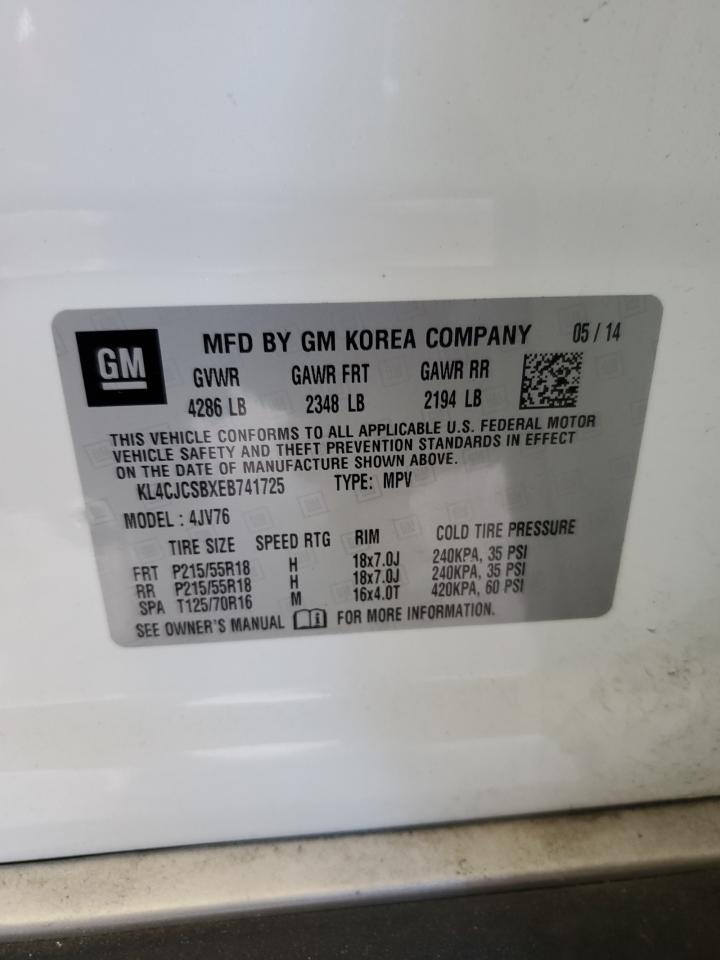 GM
MFD BY GM KOREA COMPANY 05 / 14
GVWR GAWR FRT GAWR RR
4286 LB 2348 LB 2194 LB
THIS VEHICLE CONFORMS TO ALL APPLICABLE U.S. FEDERAL MOTOR
VEHICLE SAFETY AND THEFT PREVENTION STANDARDS IN EFFECT
ON THE DATE OF MANUFACTURE SHOWN ABOVE.
KL4CJCSBXEB741725 TYPE: MPV
MODEL : 4JV76
TIRE SIZE SPEED RTG RIM COLD TIRE PRESSURE
FRT P215/55R18 H 18x7.0J 240KPA, 35 PSI
RR P215/55R18 H 18x7.0J 240KPA, 35 PSI
SPA T125/70R16 M 16x4.0T 420KPA, 60 PSI
SEE OWNER'S MANUAL i FOR MORE INFORMATION.